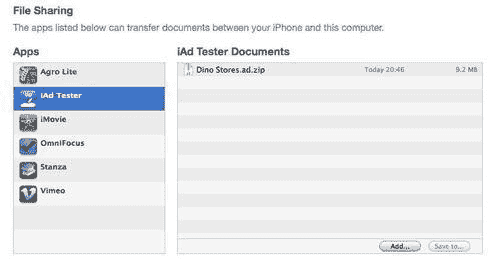 File Sharing
The apps listed below can transfer documents between your iPhone and this computer.
Apps
Agro Lite
iAd Tester
iMovie
OmniFocus
Stanza
Vimeo
iAd Tester Documents
Dino Stores.ad.zip Today 20:46 9.2 MB
Add... Save to...